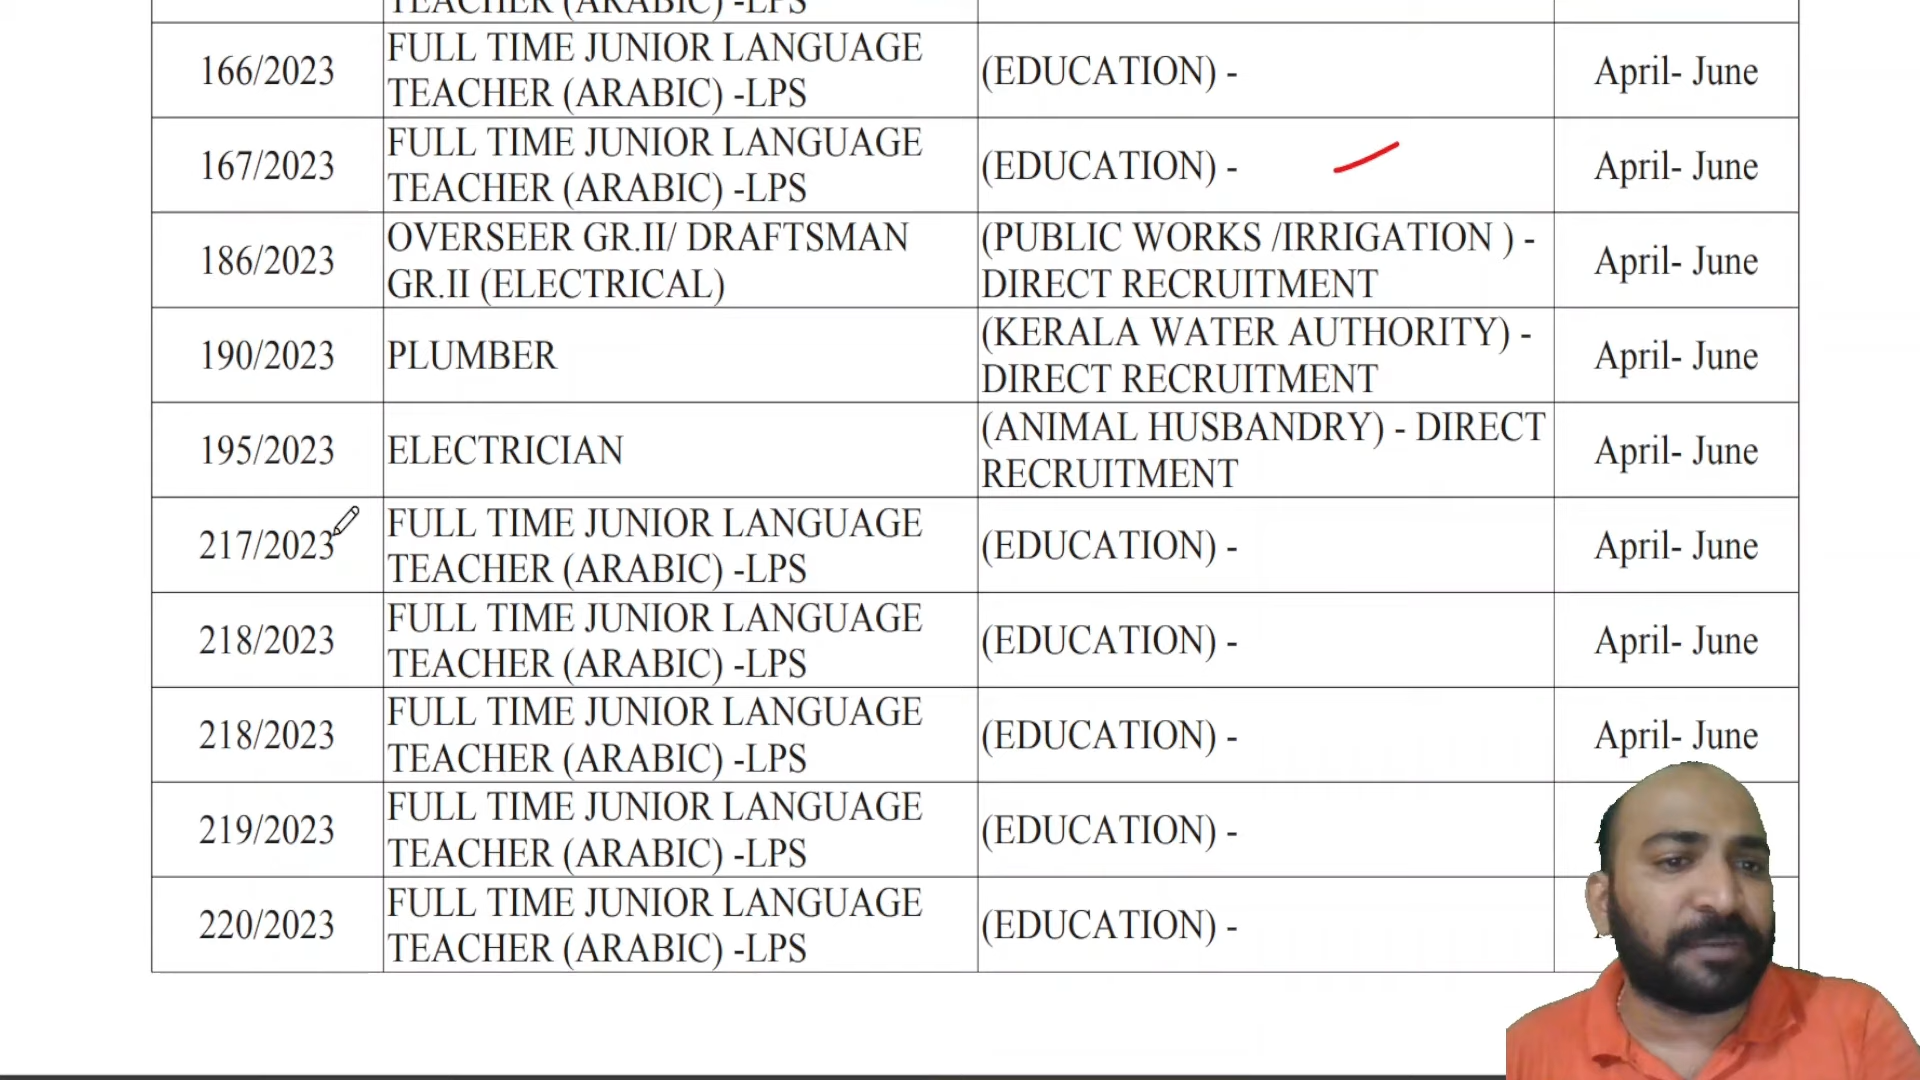 TEACHER (ARABIC) -LPS
166/2023
FULL TIME JUNIOR LANGUAGE
TEACHER (ARABIC) -LPS
(EDUCATION) -
April- June
167/2023
FULL TIME JUNIOR LANGUAGE
TEACHER (ARABIC) -LPS
(EDUCATION) -
April- June
186/2023
OVERSEER GR.II/ DRAFTSMAN
GR.II (ELECTRICAL)
(PUBLIC WORKS /IRRIGATION ) -
DIRECT RECRUITMENT
April- June
190/2023
PLUMBER
(KERALA WATER AUTHORITY) -
DIRECT RECRUITMENT
April- June
195/2023
ELECTRICIAN
(ANIMAL HUSBANDRY) - DIRECT
RECRUITMENT
April- June
217/2023
FULL TIME JUNIOR LANGUAGE
TEACHER (ARABIC) -LPS
(EDUCATION) -
April- June
218/2023
FULL TIME JUNIOR LANGUAGE
TEACHER (ARABIC) -LPS
(EDUCATION) -
April- June
218/2023
FULL TIME JUNIOR LANGUAGE
TEACHER (ARABIC) -LPS
(EDUCATION) -
April- June
219/2023
FULL TIME JUNIOR LANGUAGE
TEACHER (ARABIC) -LPS
(EDUCATION) -
220/2023
FULL TIME JUNIOR LANGUAGE
TEACHER (ARABIC) -LPS
(EDUCATION) -